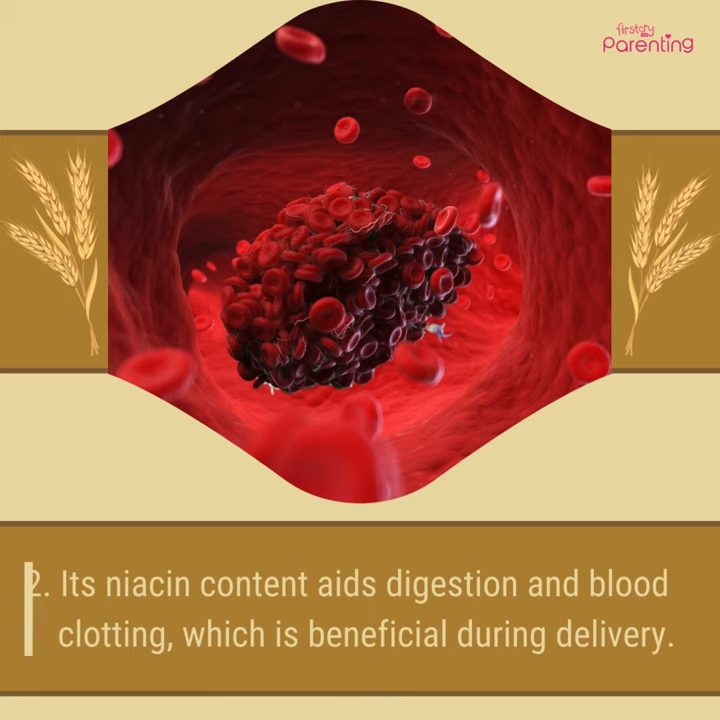 firstcry
Parenting
2. Its niacin content aids digestion and blood
clotting, which is beneficial during delivery.